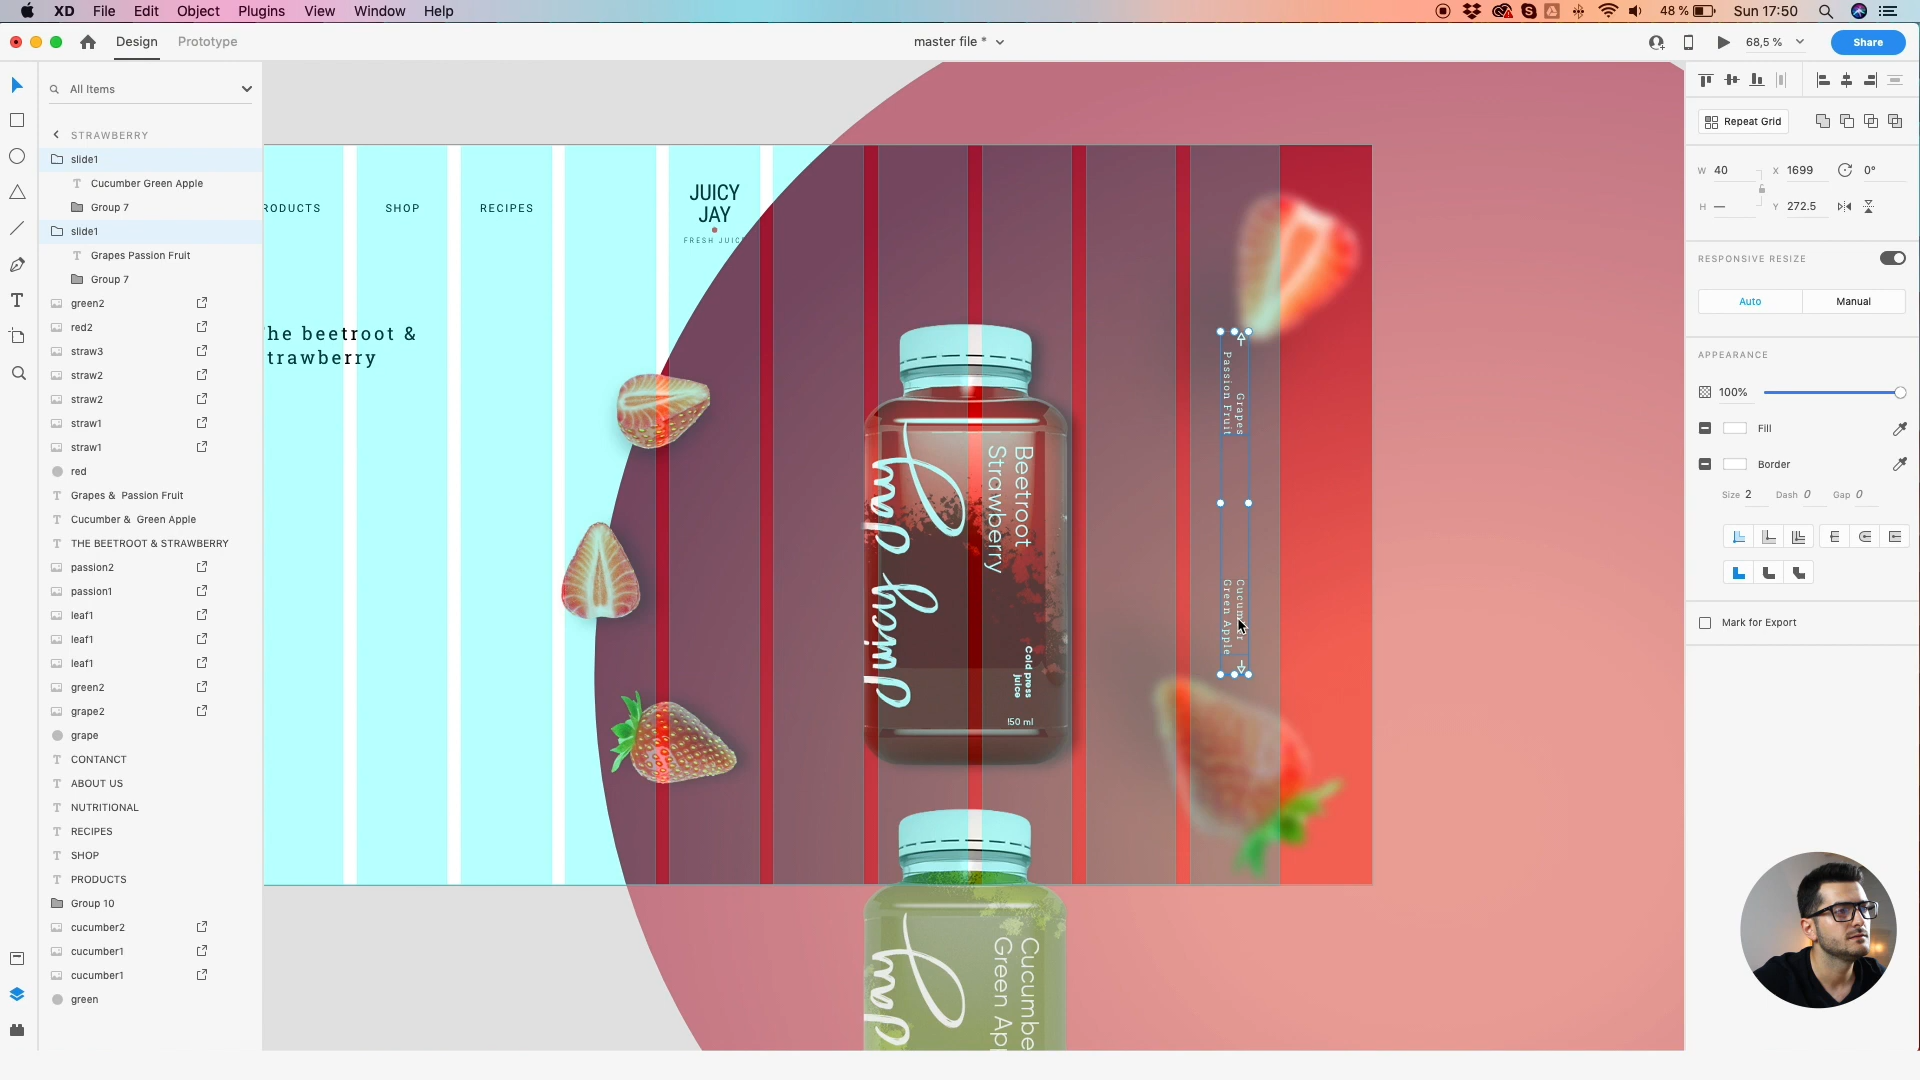 XD File Edit Object Plugins View Window Help
48 % Sun 17:50
Design Prototype
master file *
68,5 %
Share
All Items
STRAWBERRY
slide1
Cucumber Green Apple
Group 7
slide1
Grapes Passion Fruit
Group 7
green2
red2
straw3
straw2
straw2
straw1
straw1
red
Grapes & Passion Fruit
Cucumber & Green Apple
THE BEETROOT & STRAWBERRY
passion2
passion1
leaf1
leaf1
leaf1
green2
grape2
grape
CONTANCT
ABOUT US
NUTRITIONAL
RECIPES
SHOP
PRODUCTS
Group 10
cucumber2
cucumber1
cucumber1
green
RODUCTS SHOP RECIPES
JUICY
JAY
FRESH JUIC
he beetroot &
trawberry
Beetroot
Strawberry
Juicy Jay
Cold press
juice
150 ml
Cucumbe
Green Ap
Grapes
Passion Fruit
Cucumber
Green Apple
Repeat Grid
W 40 X 1699 0°
H — Y 272.5
RESPONSIVE RESIZE
Auto Manual
APPEARANCE
100%
Fill
Border
Size 2 Dash 0 Gap 0
Mark for Export